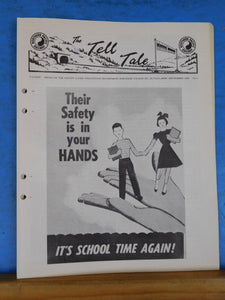 The Tell Tale
Their
Safety
is in
your
HANDS
IT'S SCHOOL TIME AGAIN!